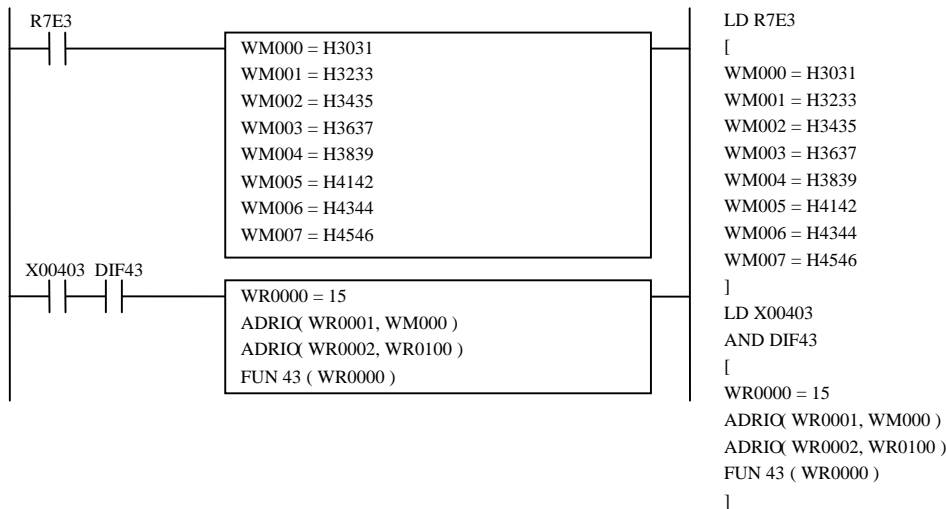 R7E3
WM000 = H3031
WM001 = H3233
WM002 = H3435
WM003 = H3637
WM004 = H3839
WM005 = H4142
WM006 = H4344
WM007 = H4546
X00403 DIF43
WR0000 = 15
ADRIO( WR0001, WM000 )
ADRIO( WR0002, WR0100 )
FUN 43 ( WR0000 )
LD R7E3
[
WM000 = H3031
WM001 = H3233
WM002 = H3435
WM003 = H3637
WM004 = H3839
WM005 = H4142
WM006 = H4344
WM007 = H4546
]
LD X00403
AND DIF43
[
WR0000 = 15
ADRIO( WR0001, WM000 )
ADRIO( WR0002, WR0100 )
FUN 43 ( WR0000 )
]